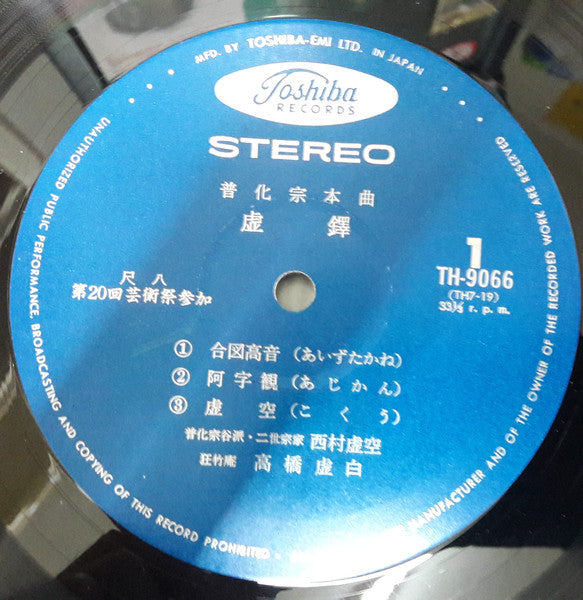 MFD. BY TOSHIBA-EMI LTD. IN JAPAN
Toshiba
RECORDS
STEREO
普化宗本曲
虚鐸
1
TH-9066
(TH7-19)
33⅓ r. p. m.
尺八
第20回芸術祭参加
① 合図高音(あいずたかね)
② 阿字観(あじかん)
③ 虚空(こくう)
普化宗谷派・二世宗家 西村虚空
狂竹庵 高橋虚白
UNAUTHORIZED PUBLIC PERFORMANCE, BROADCASTING AND COPYING OF THIS RECORD PROHIBITED
MANUFACTURER AND OF THE OWNER OF THE RECORDED WORK ARE RESERVED